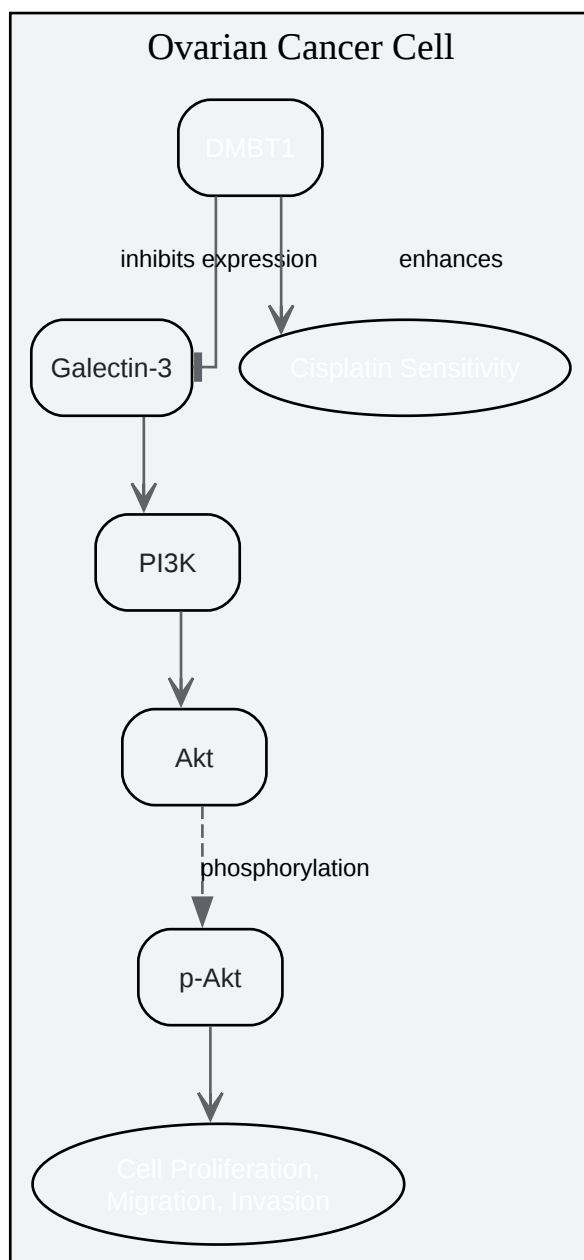 Ovarian Cancer Cell
DMBT1
inhibits expression
enhances
Galectin-3
Cisplatin Sensitivity
PI3K
Akt
phosphorylation
p-Akt
Cell Proliferation,
Migration, Invasion